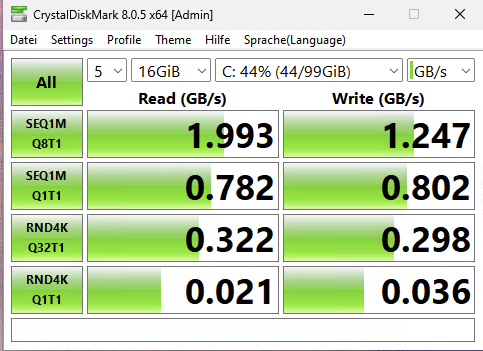 CrystalDiskMark 8.0.5 x64 [Admin]
Datei Settings Profile Theme Hilfe Sprache(Language)
All 5 16GiB C: 44% (44/99GiB) GB/s
Read (GB/s) Write (GB/s)
SEQ1M
Q8T1 1.993 1.247
SEQ1M
Q1T1 0.782 0.802
RND4K
Q32T1 0.322 0.298
RND4K
Q1T1 0.021 0.036